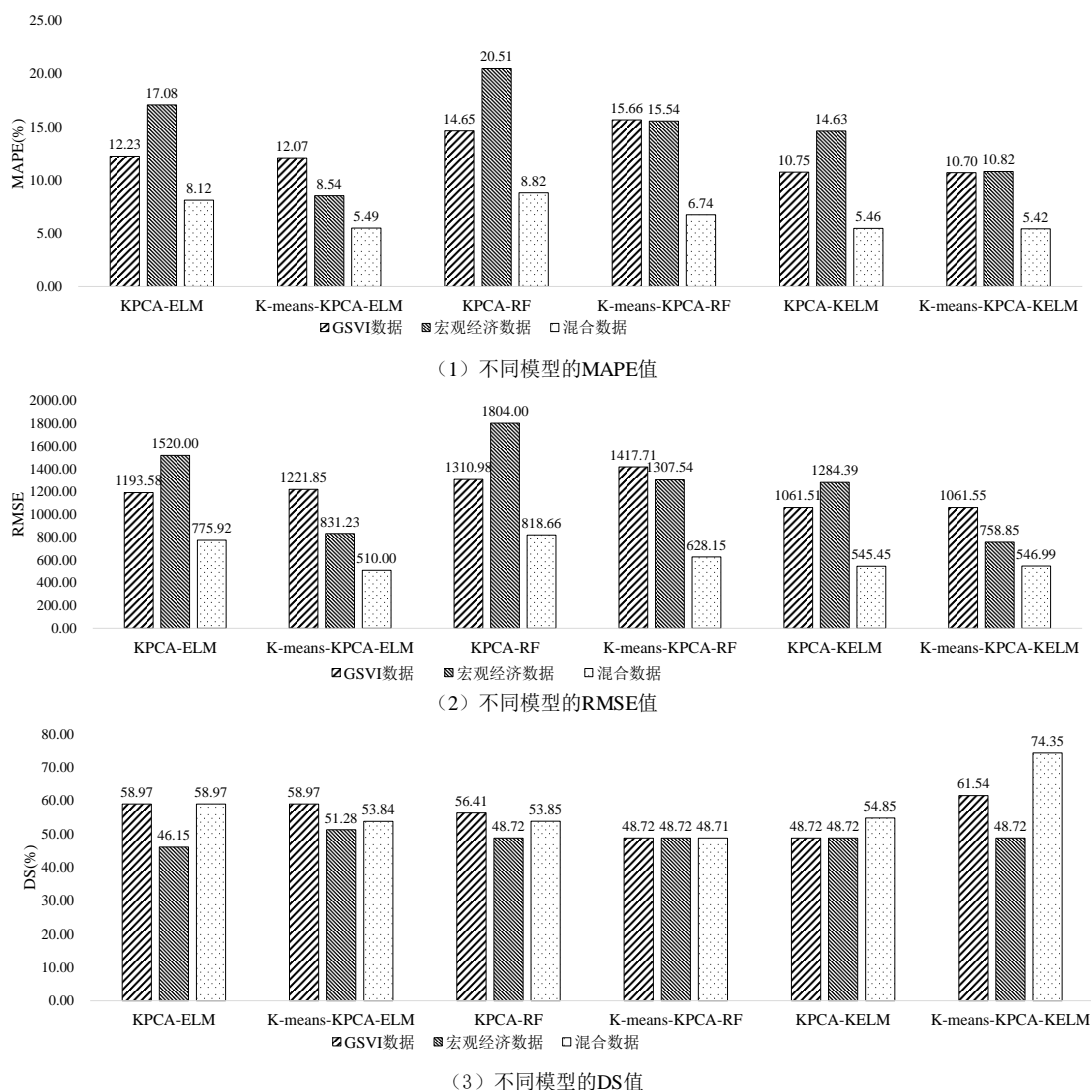 25.00
20.00
15.00
10.00
5.00
0.00
MAPE(%)
12.23 17.08 8.12 12.07 8.54 5.49 14.65 20.51 8.82 15.66 15.54 6.74 10.75 14.63 5.46 10.70 10.82 5.42
KPCA-ELM K-means-KPCA-ELM KPCA-RF K-means-KPCA-RF KPCA-KELM K-means-KPCA-KELM
GSVI数据 宏观经济数据 混合数据
（1）不同模型的MAPE值
2000.00
1800.00
1600.00
1400.00
1200.00
1000.00
800.00
600.00
400.00
200.00
0.00
RMSE
1193.58 1520.00 775.92 1221.85 831.23 510.00 1310.98 1804.00 818.66 1417.71 1307.54 628.15 1061.51 1284.39 545.45 1061.55 758.85 546.99
KPCA-ELM K-means-KPCA-ELM KPCA-RF K-means-KPCA-RF KPCA-KELM K-means-KPCA-KELM
GSVI数据 宏观经济数据 混合数据
（2）不同模型的RMSE值
80.00
70.00
60.00
50.00
40.00
30.00
20.00
10.00
0.00
DS(%)
58.97 46.15 58.97 58.97 51.28 53.84 56.41 48.72 53.85 48.72 48.72 48.71 48.72 48.72 54.85 61.54 48.72 74.35
KPCA-ELM K-means-KPCA-ELM KPCA-RF K-means-KPCA-RF KPCA-KELM K-means-KPCA-KELM
GSVI数据 宏观经济数据 混合数据
（3）不同模型的DS值